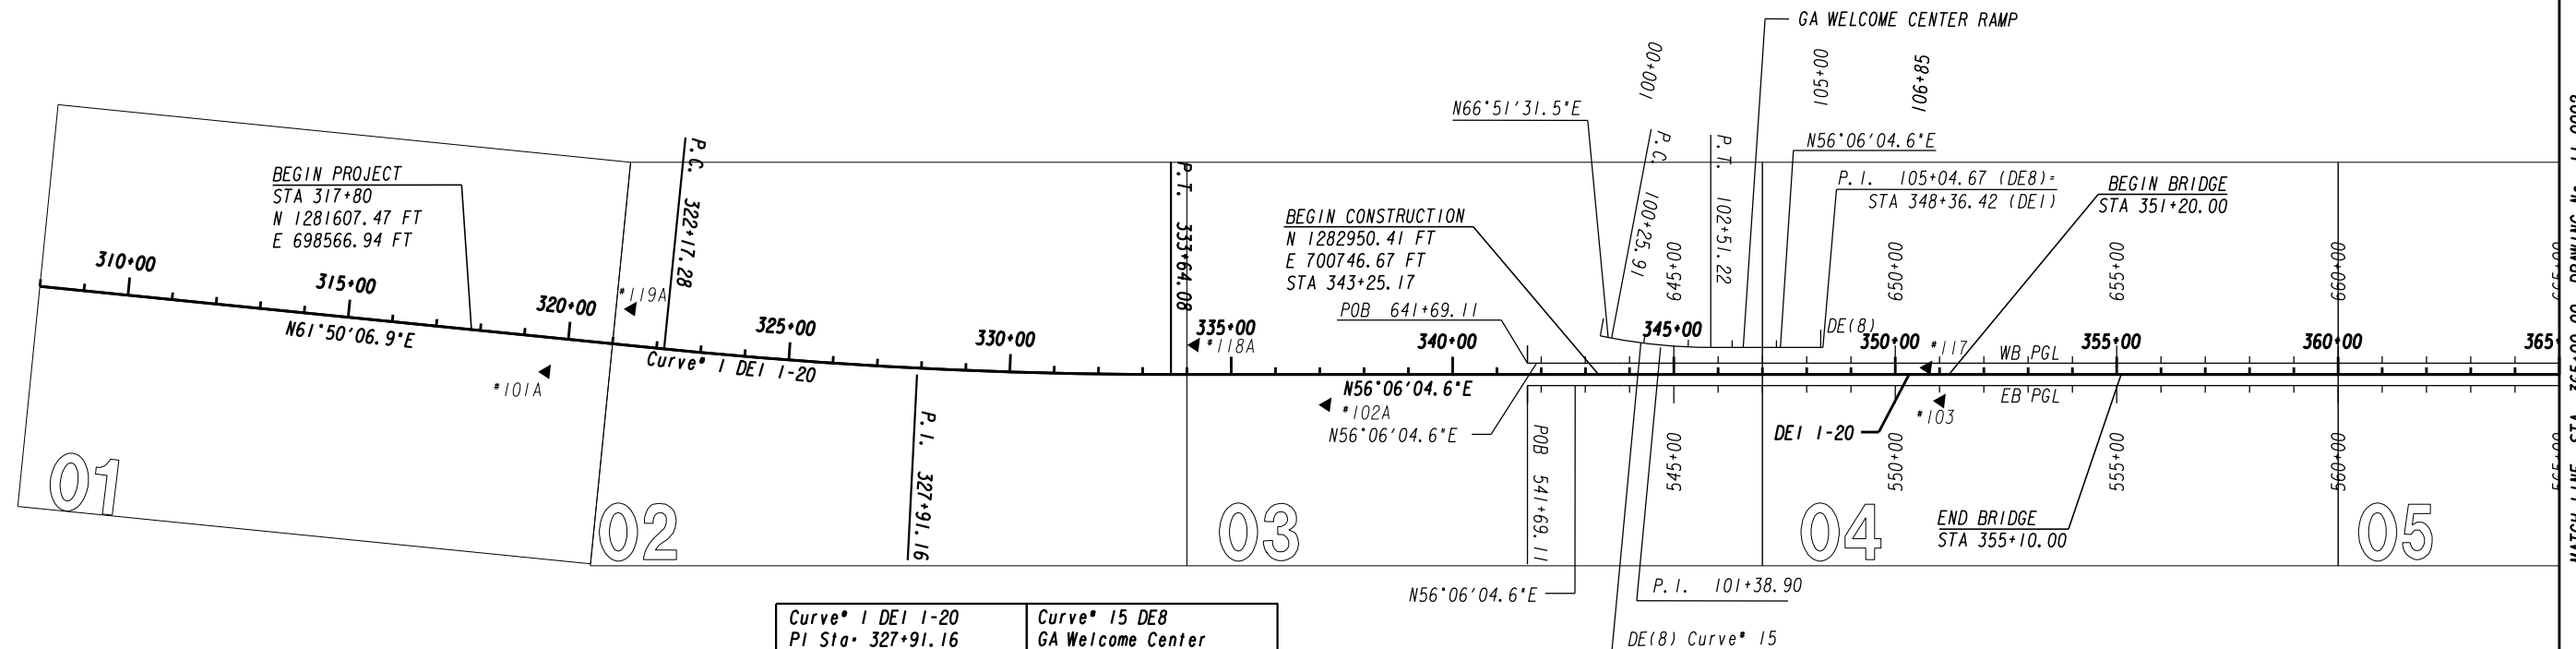 GA WELCOME CENTER RAMP
N66°51'31.5"E
100+00
105+00
106+85
N56°06'04.6"E
P.C. 322+17.28
P.T. 333+64.08
P.C. 100+25.91
P.T. 102+51.22
BEGIN PROJECT
STA 317+80
N 1281607.47 FT
E 698566.94 FT
P.I. 105+04.67 (DE8)=
STA 348+36.42 (DE1)
BEGIN BRIDGE
STA 351+20.00
BEGIN CONSTRUCTION
N 1282950.41 FT
E 700746.67 FT
STA 343+25.17
POB 641+69.11
645+00
650+00
655+00
660+00
310+00
315+00
320+00
325+00
330+00
335+00
340+00
345+00
350+00
355+00
360+00
365+
#119A
#118A
DE(8)
#117
WB PGL
N61°50'06.9"E
Curve# 1 DE1 I-20
#101A
N56°06'04.6"E
#102A
N56°06'04.6"E
EB PGL
#103
DE1 I-20
P.I. 327+91.16
POB 541+69.11
545+00
550+00
555+00
560+00
END BRIDGE
STA 355+10.00
01
02
03
04
05
N56°06'04.6"E
P.I. 101+38.90
DE(8) Curve# 15
Curve# 1 DE1 I-20
PI Sta= 327+91.16
Curve# 15 DE8
GA Welcome Center